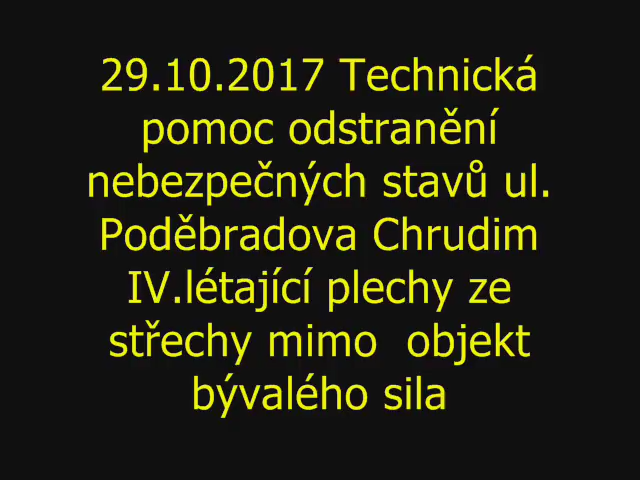 29.10.2017 Technická
pomoc odstranění
nebezpečných stavů ul.
Poděbradova Chrudim
IV.létající plechy ze
střechy mimo  objekt
bývalého sila